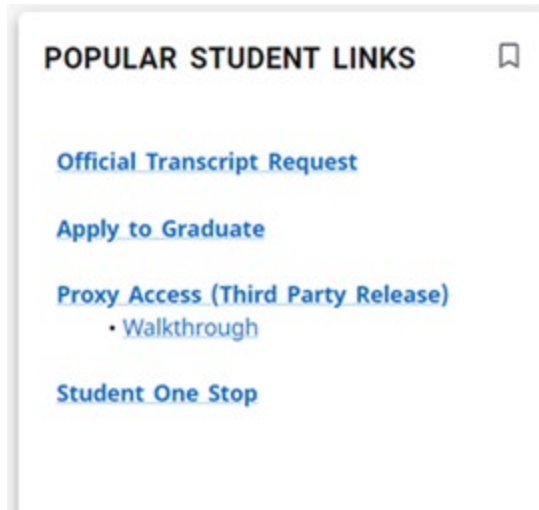 POPULAR STUDENT LINKS
Official Transcript Request
Apply to Graduate
Proxy Access (Third Party Release)
• Walkthrough
Student One Stop